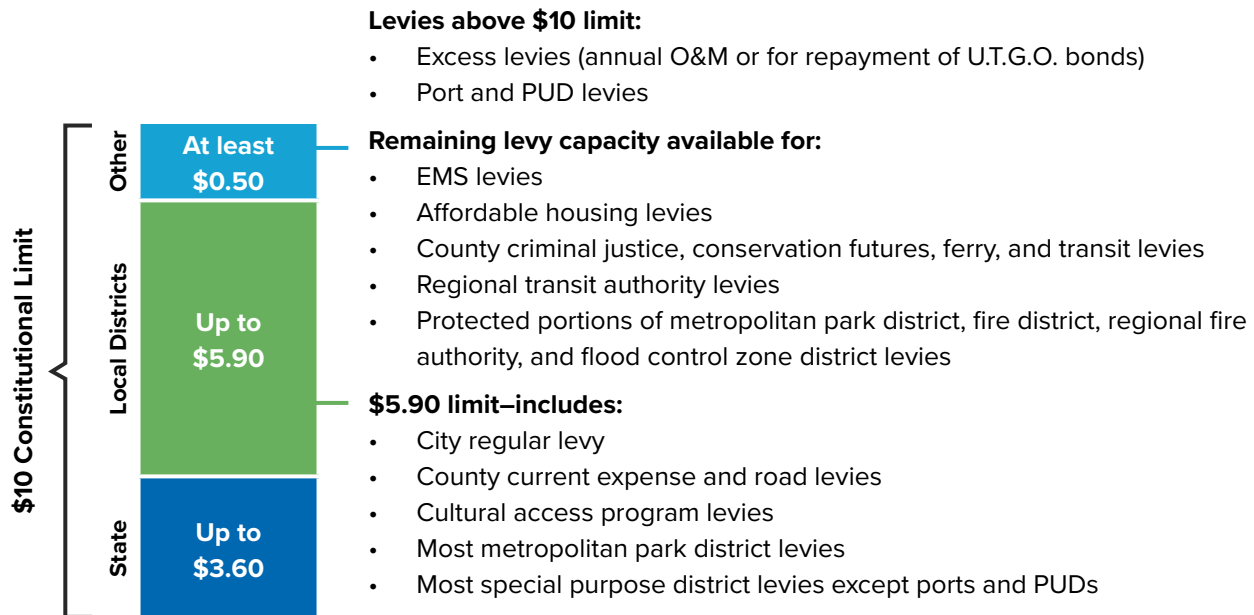 Levies above $10 limit:
• Excess levies (annual O&M or for repayment of U.T.G.O. bonds)
• Port and PUD levies
$10 Constitutional Limit
Other
At least
$0.50
Remaining levy capacity available for:
• EMS levies
• Affordable housing levies
• County criminal justice, conservation futures, ferry, and transit levies
• Regional transit authority levies
• Protected portions of metropolitan park district, fire district, regional fire
authority, and flood control zone district levies
Local Districts
Up to
$5.90
$5.90 limit–includes:
• City regular levy
• County current expense and road levies
• Cultural access program levies
• Most metropolitan park district levies
• Most special purpose district levies except ports and PUDs
State
Up to
$3.60